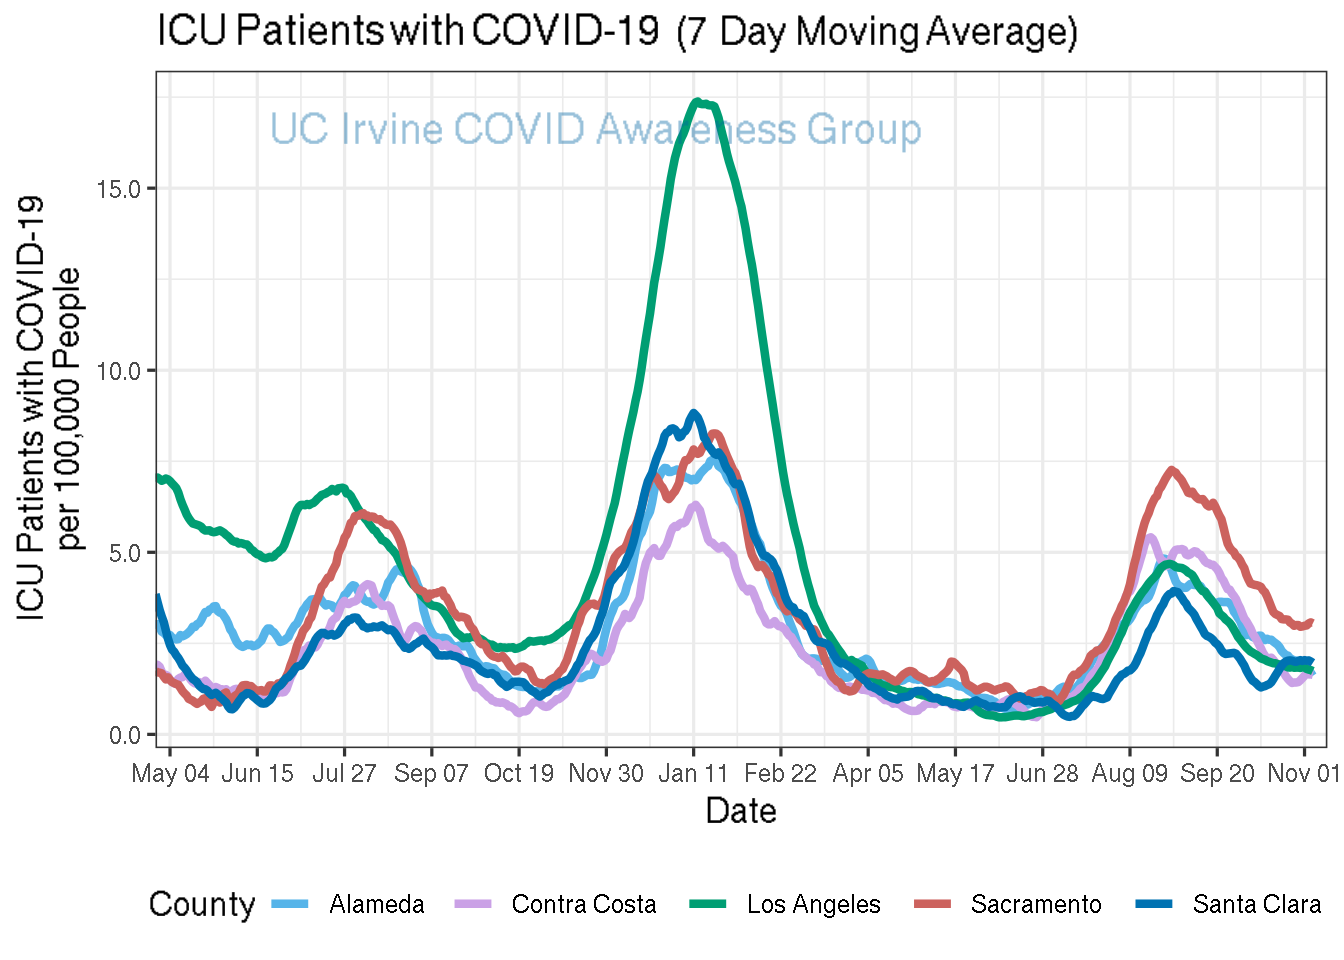 ICU Patients with COVID-19 (7 Day Moving Average)
UC Irvine COVID Awareness Group
ICU Patients with COVID-19
per 100,000 People
15.0
10.0
5.0
0.0
May 04 Jun 15 Jul 27 Sep 07 Oct 19 Nov 30 Jan 11 Feb 22 Apr 05 May 17 Jun 28 Aug 09 Sep 20 Nov 01
Date
County Alameda Contra Costa Los Angeles Sacramento Santa Clara